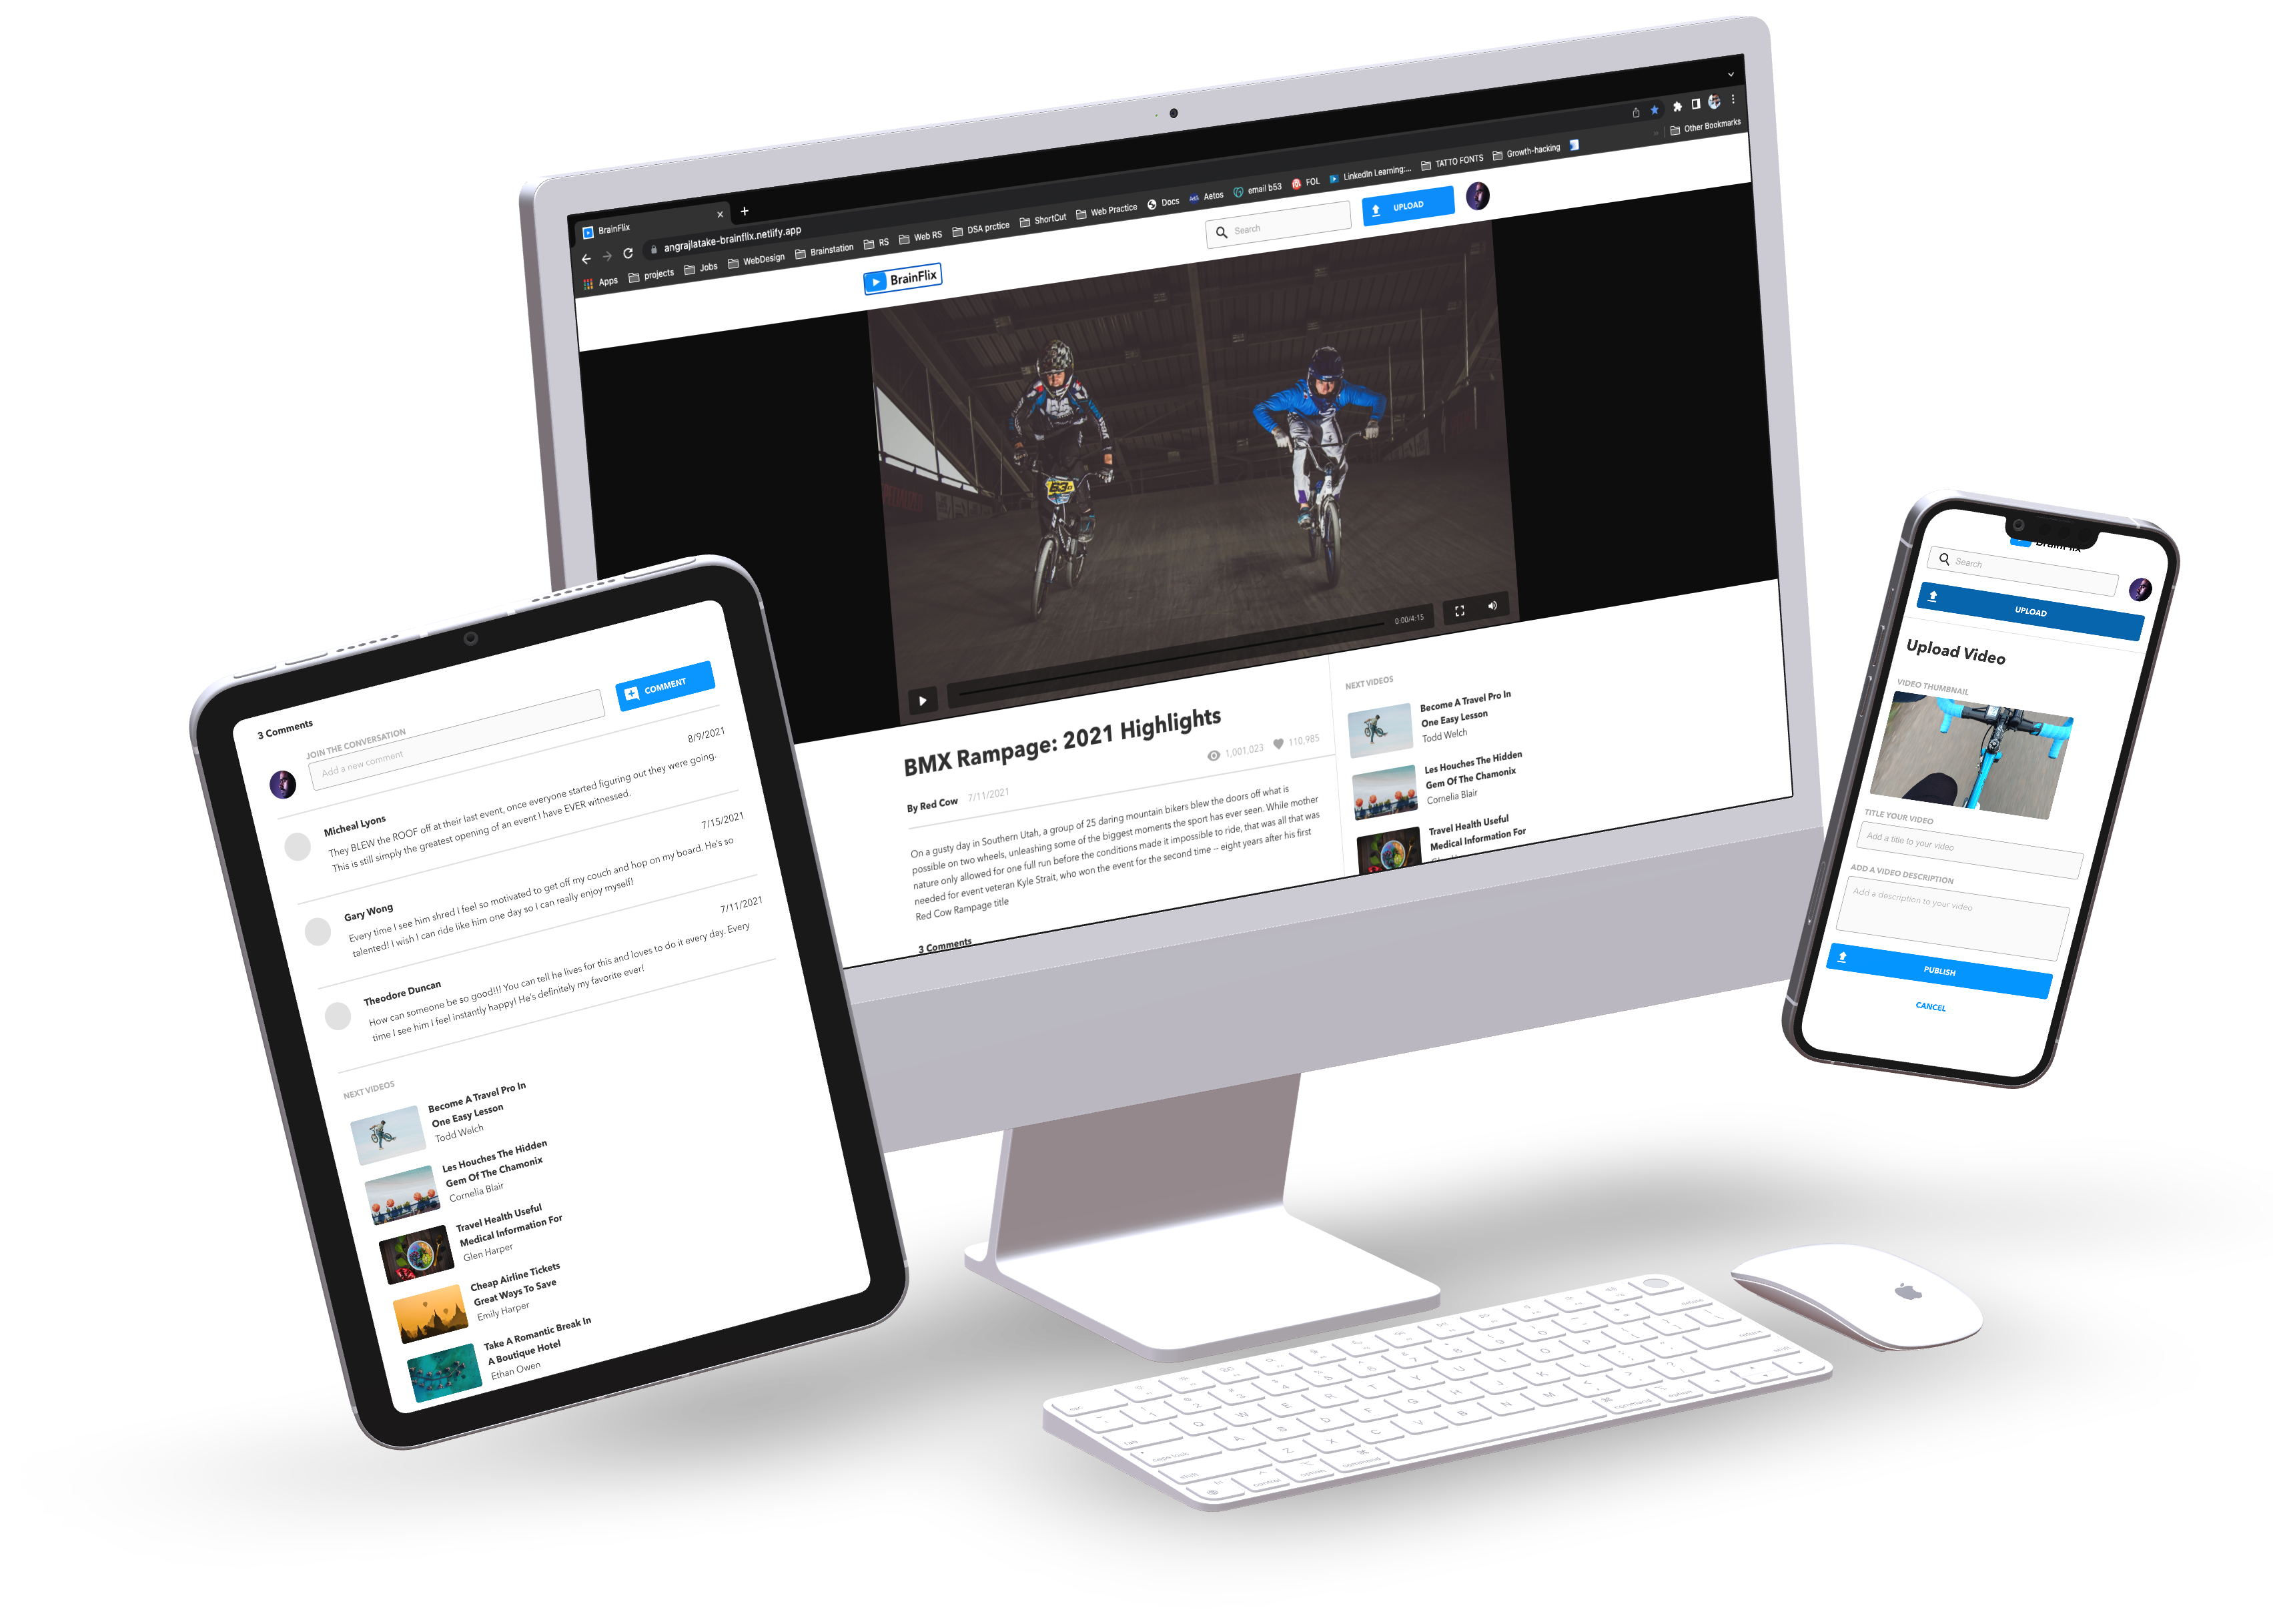 BrainFlix
angrajlatake-brainflix.netlify.app
Apps projects Jobs WebDesign Brainstation RS Web RS DSA prctice ShortCut Web Practice Docs Aetos email b53 FOL LinkedIn Learning:... TATTO FONTS Growth-hacking Other Bookmarks
BrainFlix
Search
UPLOAD
0:00/4:15
BMX Rampage: 2021 Highlights
By Red Cow 7/11/2021 1,001,023 110,985
On a gusty day in Southern Utah, a group of 25 daring mountain bikers blew the doors off what is
possible on two wheels, unleashing some of the biggest moments the sport has ever seen. While mother
nature only allowed for one full run before the conditions made it impossible to ride, that was all that was
needed for event veteran Kyle Strait, who won the event for the second time -- eight years after his first
Red Cow Rampage title
3 Comments
NEXT VIDEOS
Become A Travel Pro In
One Easy Lesson
Todd Welch
Les Houches The Hidden
Gem Of The Chamonix
Cornelia Blair
Travel Health Useful
Medical Information For
3 Comments
JOIN THE CONVERSATION
Add a new comment
COMMENT
Micheal Lyons 8/9/2021
They BLEW the ROOF off at their last event, once everyone started figuring out they were going.
This is still simply the greatest opening of an event I have EVER witnessed.
Gary Wong 7/15/2021
Every time I see him shred I feel so motivated to get off my couch and hop on my board. He's so
talented! I wish I can ride like him one day so I can really enjoy myself!
Theodore Duncan 7/11/2021
How can someone be so good!!! You can tell he lives for this and loves to do it every day. Every
time I see him I feel instantly happy! He's definitely my favorite ever!
NEXT VIDEOS
Become A Travel Pro In
One Easy Lesson
Todd Welch
Les Houches The Hidden
Gem Of The Chamonix
Cornelia Blair
Travel Health Useful
Medical Information For
Glen Harper
Cheap Airline Tickets
Great Ways To Save
Emily Harper
Take A Romantic Break In
A Boutique Hotel
Ethan Owen
BrainFlix
Search
UPLOAD
Upload Video
VIDEO THUMBNAIL
TITLE YOUR VIDEO
Add a title to your video
ADD A VIDEO DESCRIPTION
Add a description to your video
PUBLISH
CANCEL
Q W E R T Y U I O P
A S D F G H J K L
Z X C V B N M